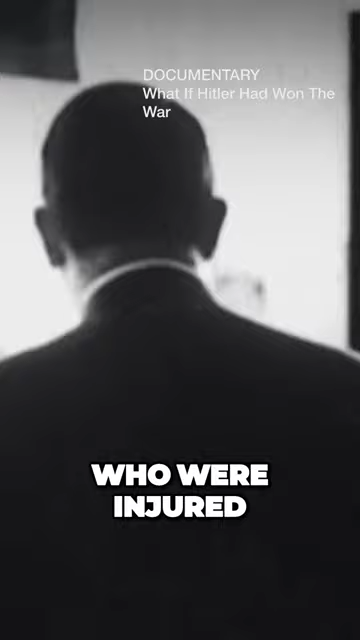 DOCUMENTARY
What If Hitler Had Won The
War
WHO WERE
INJURED